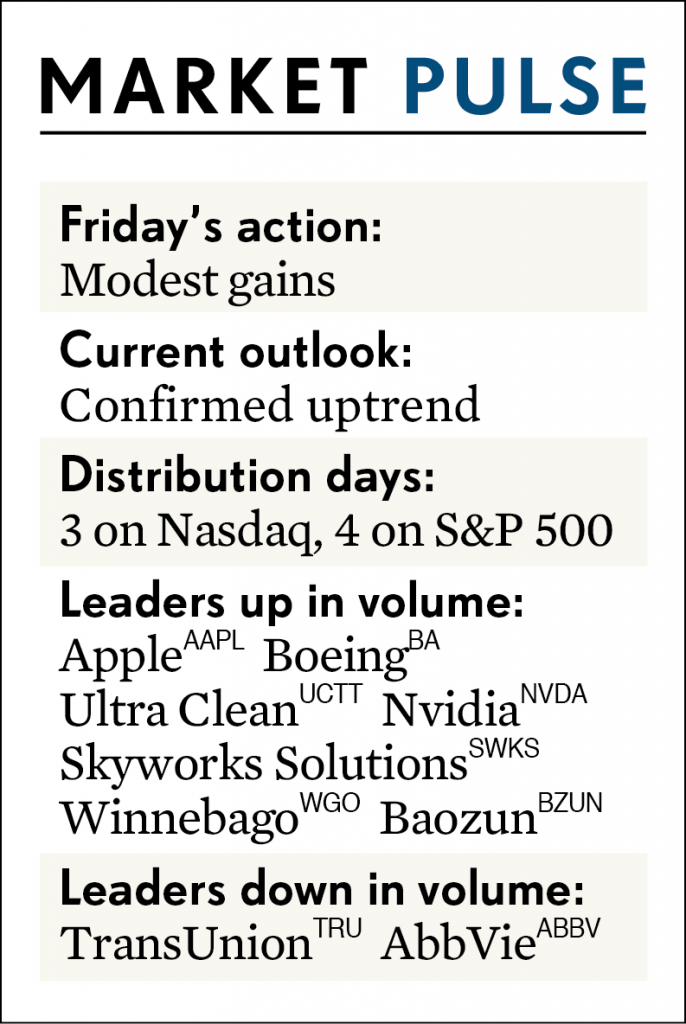 MARKET PULSE
Friday’s action:
Modest gains
Current outlook:
Confirmed uptrend
Distribution days:
3 on Nasdaq, 4 on S&P 500
Leaders up in volume:
Apple AAPL Boeing BA
Ultra Clean UCTT Nvidia NVDA
Skyworks Solutions SWKS
Winnebago WGO Baozun BZUN
Leaders down in volume:
TransUnion TRU AbbVie ABBV